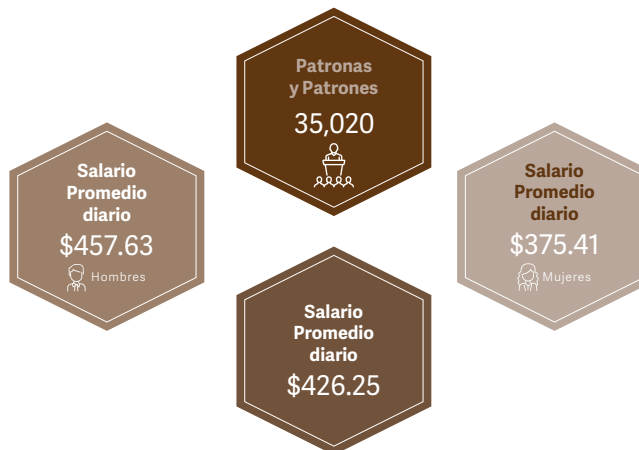 Patronas
y Patrones
35,020
Salario
Promedio
diario
$457.63
Hombres
Salario
Promedio
diario
$375.41
Mujeres
Salario
Promedio
diario
$426.25